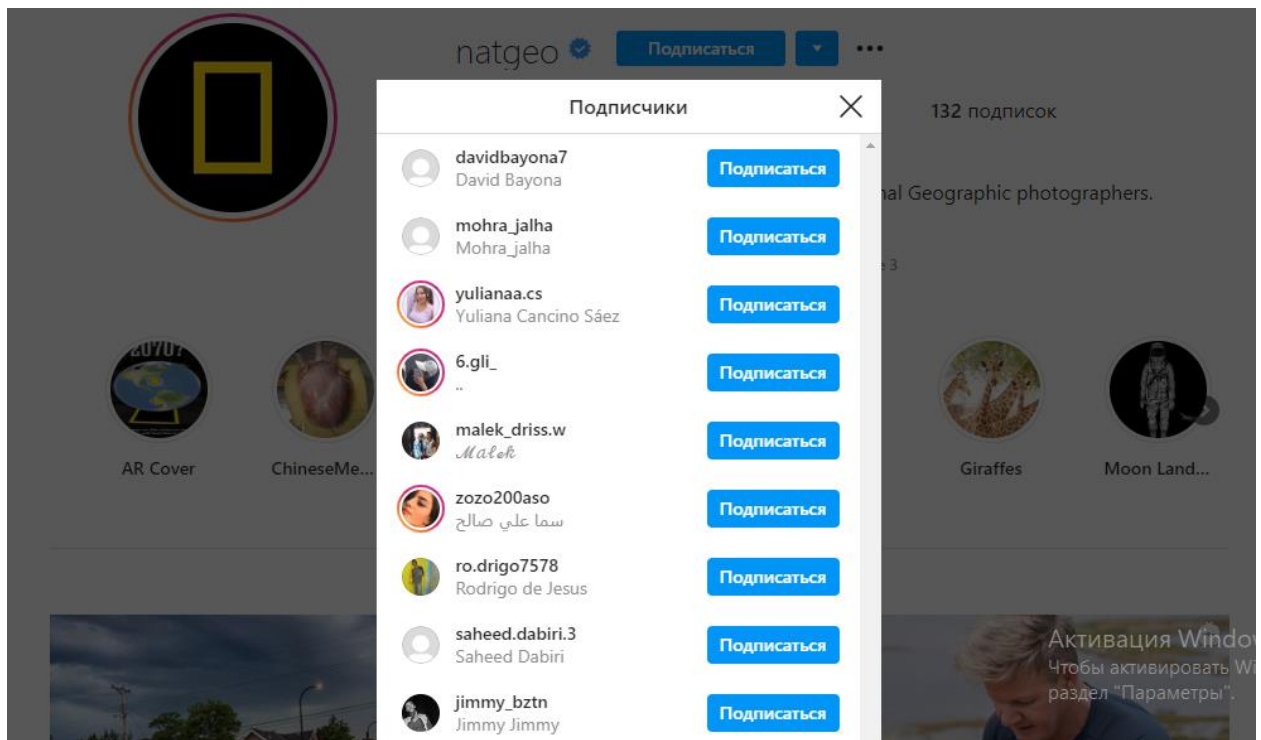 natgeo
Подписаться
132 подписок
Подписчики
davidbayona7
David Bayona
Подписаться
nal Geographic photographers.
mohra_jalha
Mohra_jalha
Подписаться
e 3
yulianaa.cs
Yuliana Cancino Sáez
Подписаться
2070?
6.gli_
..
Подписаться
malek_driss.w
𝓜𝓪𝓵𝓮𝓴
Подписаться
AR Cover
ChineseMe...
Giraffes
Moon Land...
zozo200aso
سما علي صالح
Подписаться
ro.drigo7578
Rodrigo de Jesus
Подписаться
saheed.dabiri.3
Saheed Dabiri
Подписаться
Активация Windo
Чтобы активировать Wi
раздел "Параметры".
jimmy_bztn
Jimmy Jimmy
Подписаться